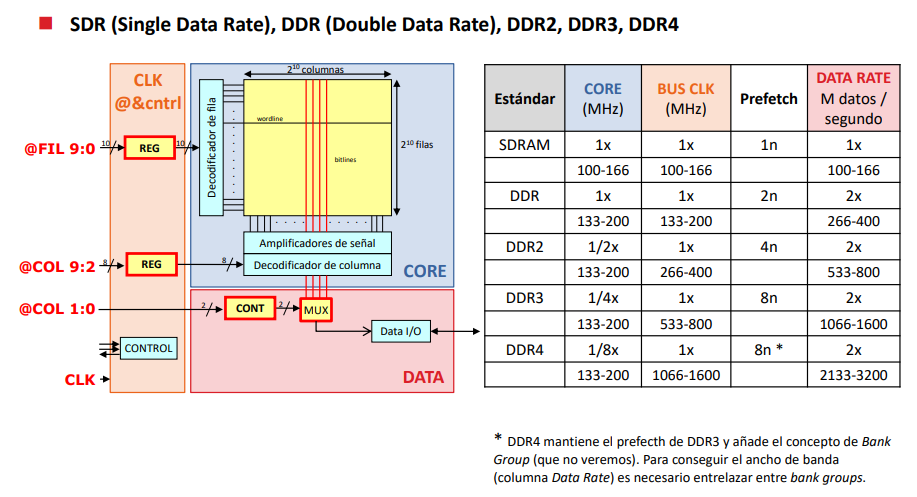 SDR (Single Data Rate), DDR (Double Data Rate), DDR2, DDR3, DDR4
CLK
@&cntrl
@FIL 9:0
10
REG
10
@COL 9:2
8
REG
8
@COL 1:0
CONTROL
CLK
2¹⁰ columnas
Decodificador de fila
wordline
bitlines
2¹⁰ filas
Amplificadores de señal
Decodificador de columna
CORE
2
CONT
2
MUX
Data I/O
DATA
Estándar CORE (MHz) BUS CLK (MHz) Prefetch DATA RATE M datos / segundo
SDRAM 1x 1x 1n 1x
100-166 100-166 100-166
DDR 1x 1x 2n 2x
133-200 133-200 266-400
DDR2 1/2x 1x 4n 2x
133-200 266-400 533-800
DDR3 1/4x 1x 8n 2x
133-200 533-800 1066-1600
DDR4 1/8x 1x 8n * 2x
133-200 1066-1600 2133-3200
* DDR4 mantiene el prefecth de DDR3 y añade el concepto de Bank
Group (que no veremos). Para conseguir el ancho de banda
(columna Data Rate) es necesario entrelazar entre bank groups.